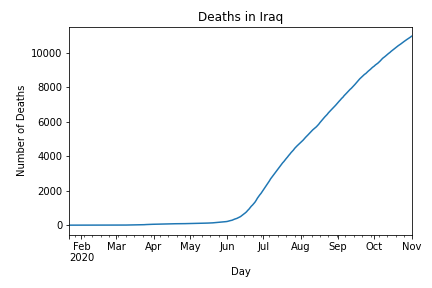 Deaths in Iraq
Number of Deaths
10000
8000
6000
4000
2000
0
Feb Mar Apr May Jun Jul Aug Sep Oct Nov
2020
Day